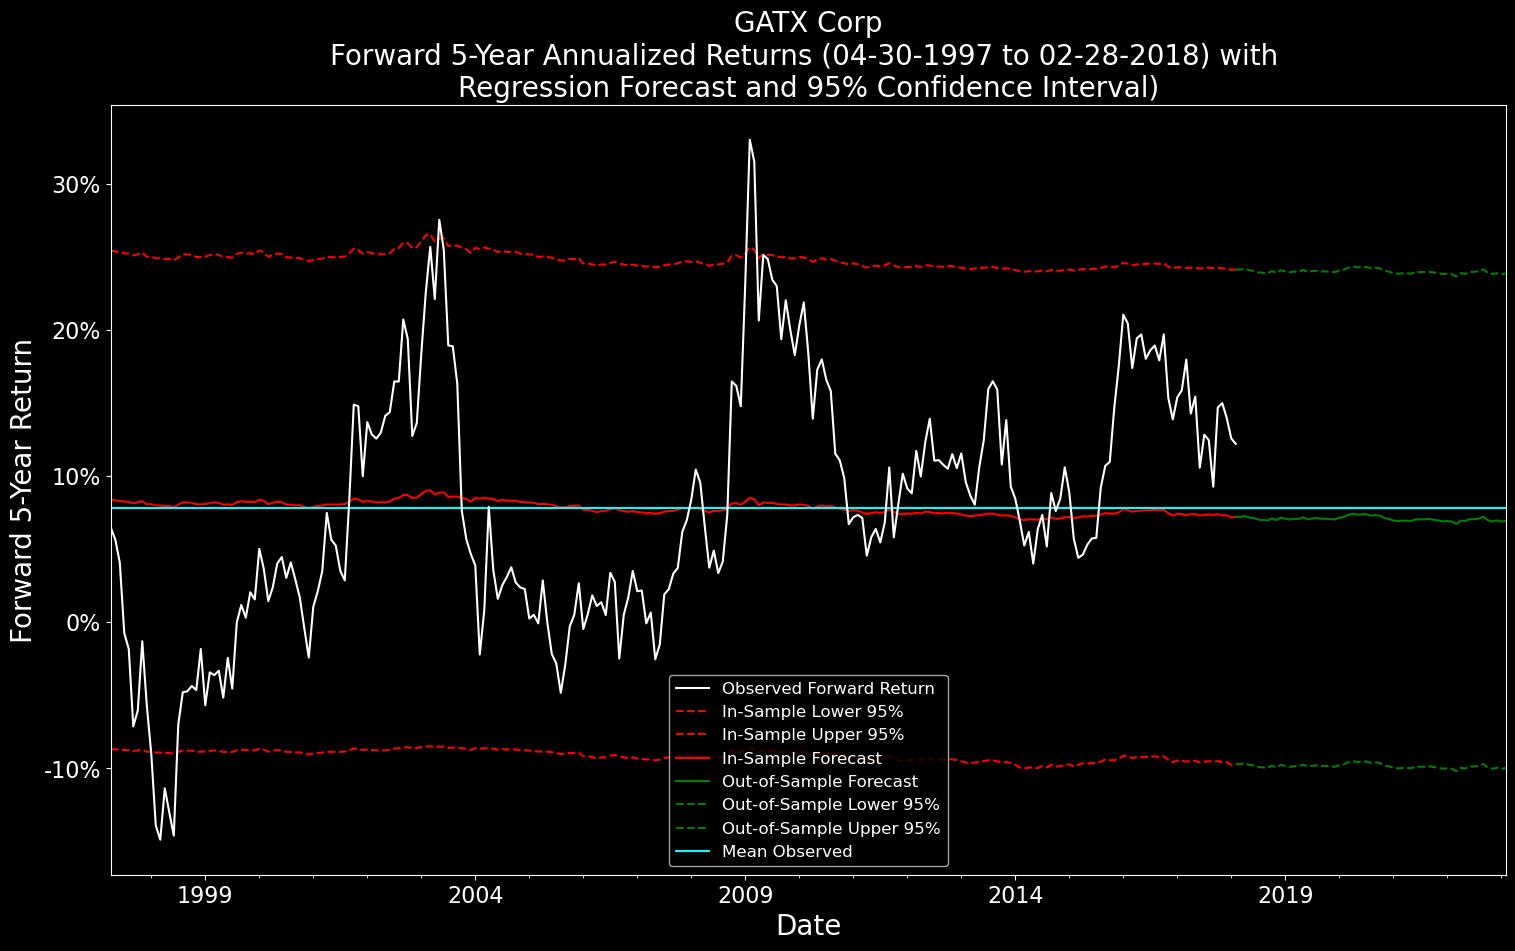 GATX Corp
Forward 5-Year Annualized Returns (04-30-1997 to 02-28-2018) with
Regression Forecast and 95% Confidence Interval)
Forward 5-Year Return
30%
20%
10%
0%
-10%
Observed Forward Return
In-Sample Lower 95%
In-Sample Upper 95%
In-Sample Forecast
Out-of-Sample Forecast
Out-of-Sample Lower 95%
Out-of-Sample Upper 95%
Mean Observed
1999 2004 2009 2014 2019
Date